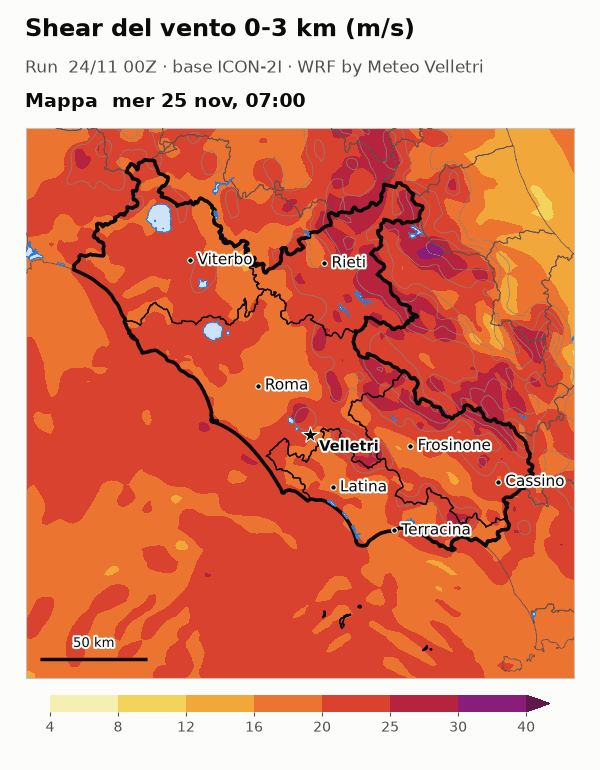 Shear del vento 0-3 km (m/s)
Run  24/11 00Z · base ICON-2I · WRF by Meteo Velletri
Mappa  mer 25 nov, 07:00
Viterbo
Rieti
Roma
Velletri
Frosinone
Cassino
Latina
Terracina
50 km
4 8 12 16 20 25 30 40